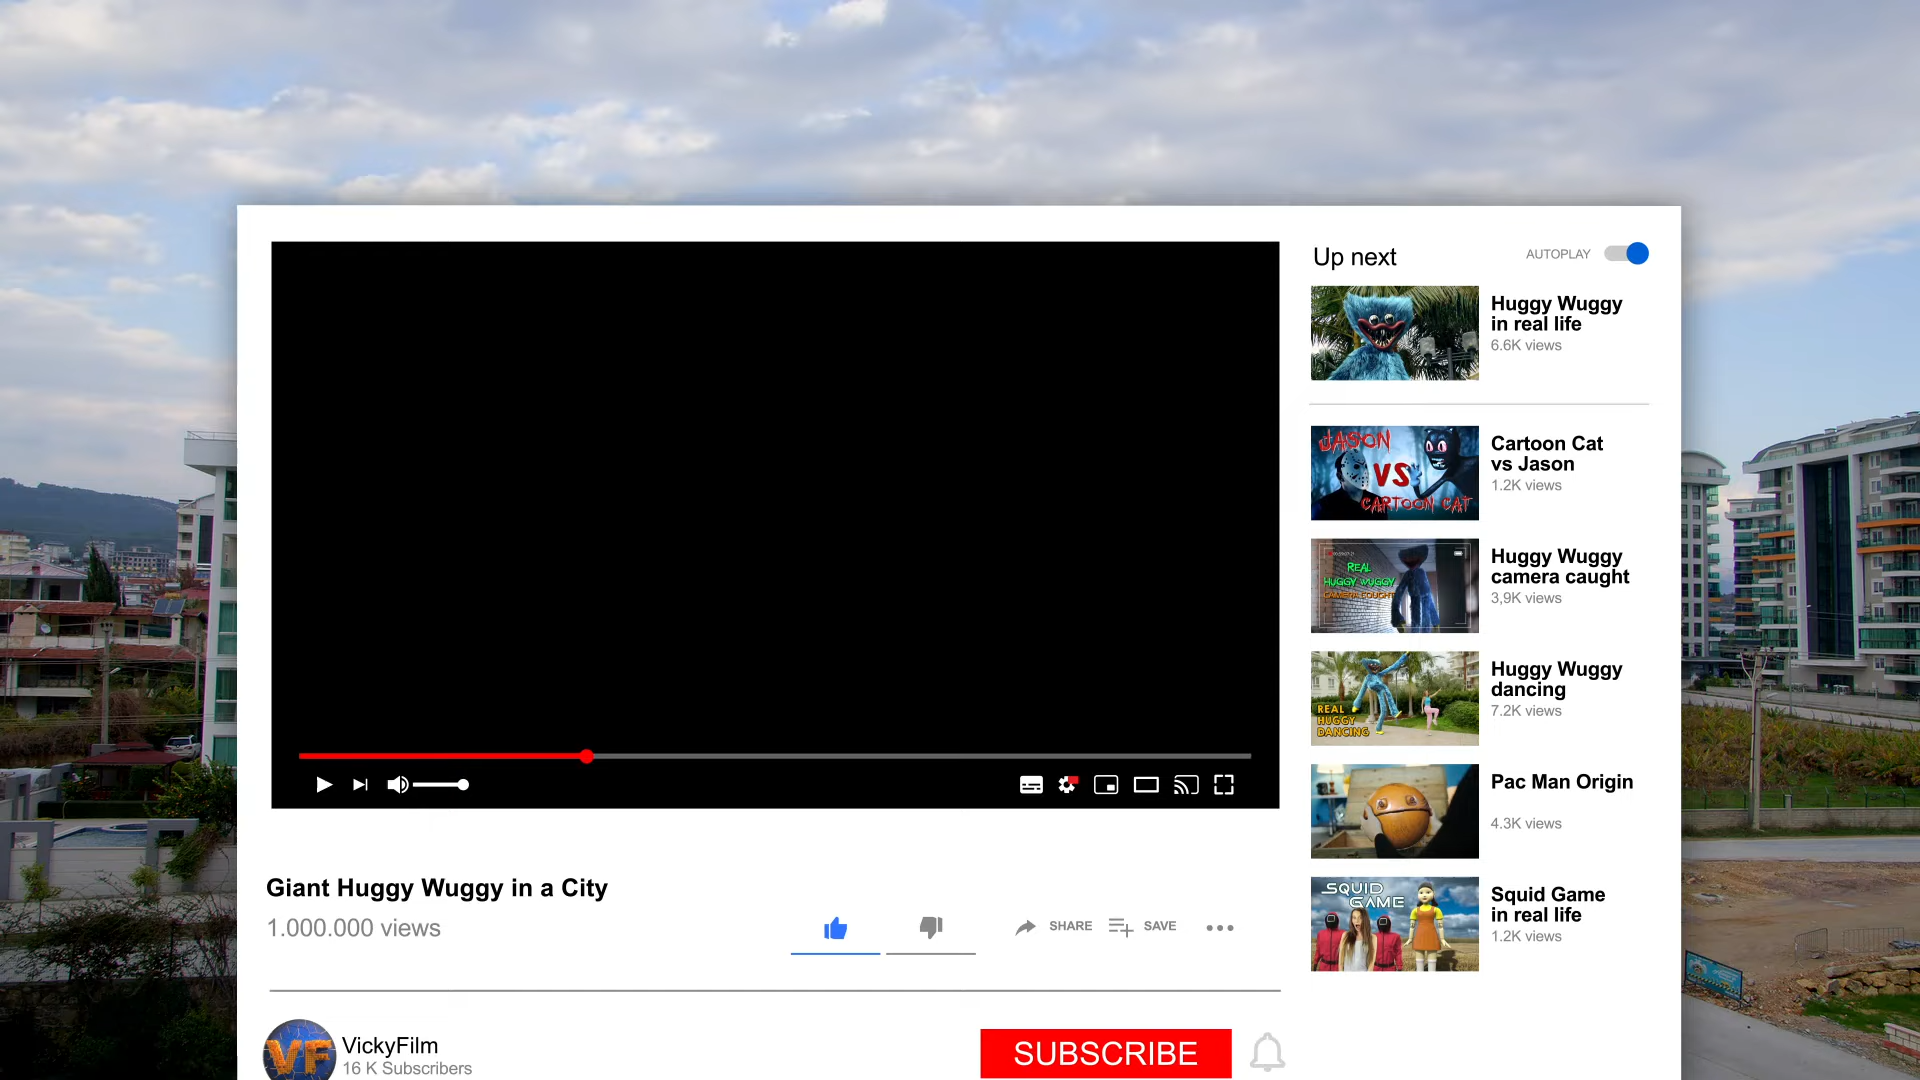 Up next
AUTOPLAY
Huggy Wuggy
in real life
6.6K views
JASON
VS
CARTOON CAT
Cartoon Cat
vs Jason
1.2K views
REAL
HUGGY WUGGY
Huggy Wuggy
camera caught
3,9K views
REAL
HUGGY
DANCING
Huggy Wuggy
dancing
7.2K views
Pac Man Origin
4.3K views
SQUID
GAME
Squid Game
in real life
1.2K views
Giant Huggy Wuggy in a City
1.000.000 views
SHARE
SAVE
VF
VickyFilm
16 K Subscribers
SUBSCRIBE